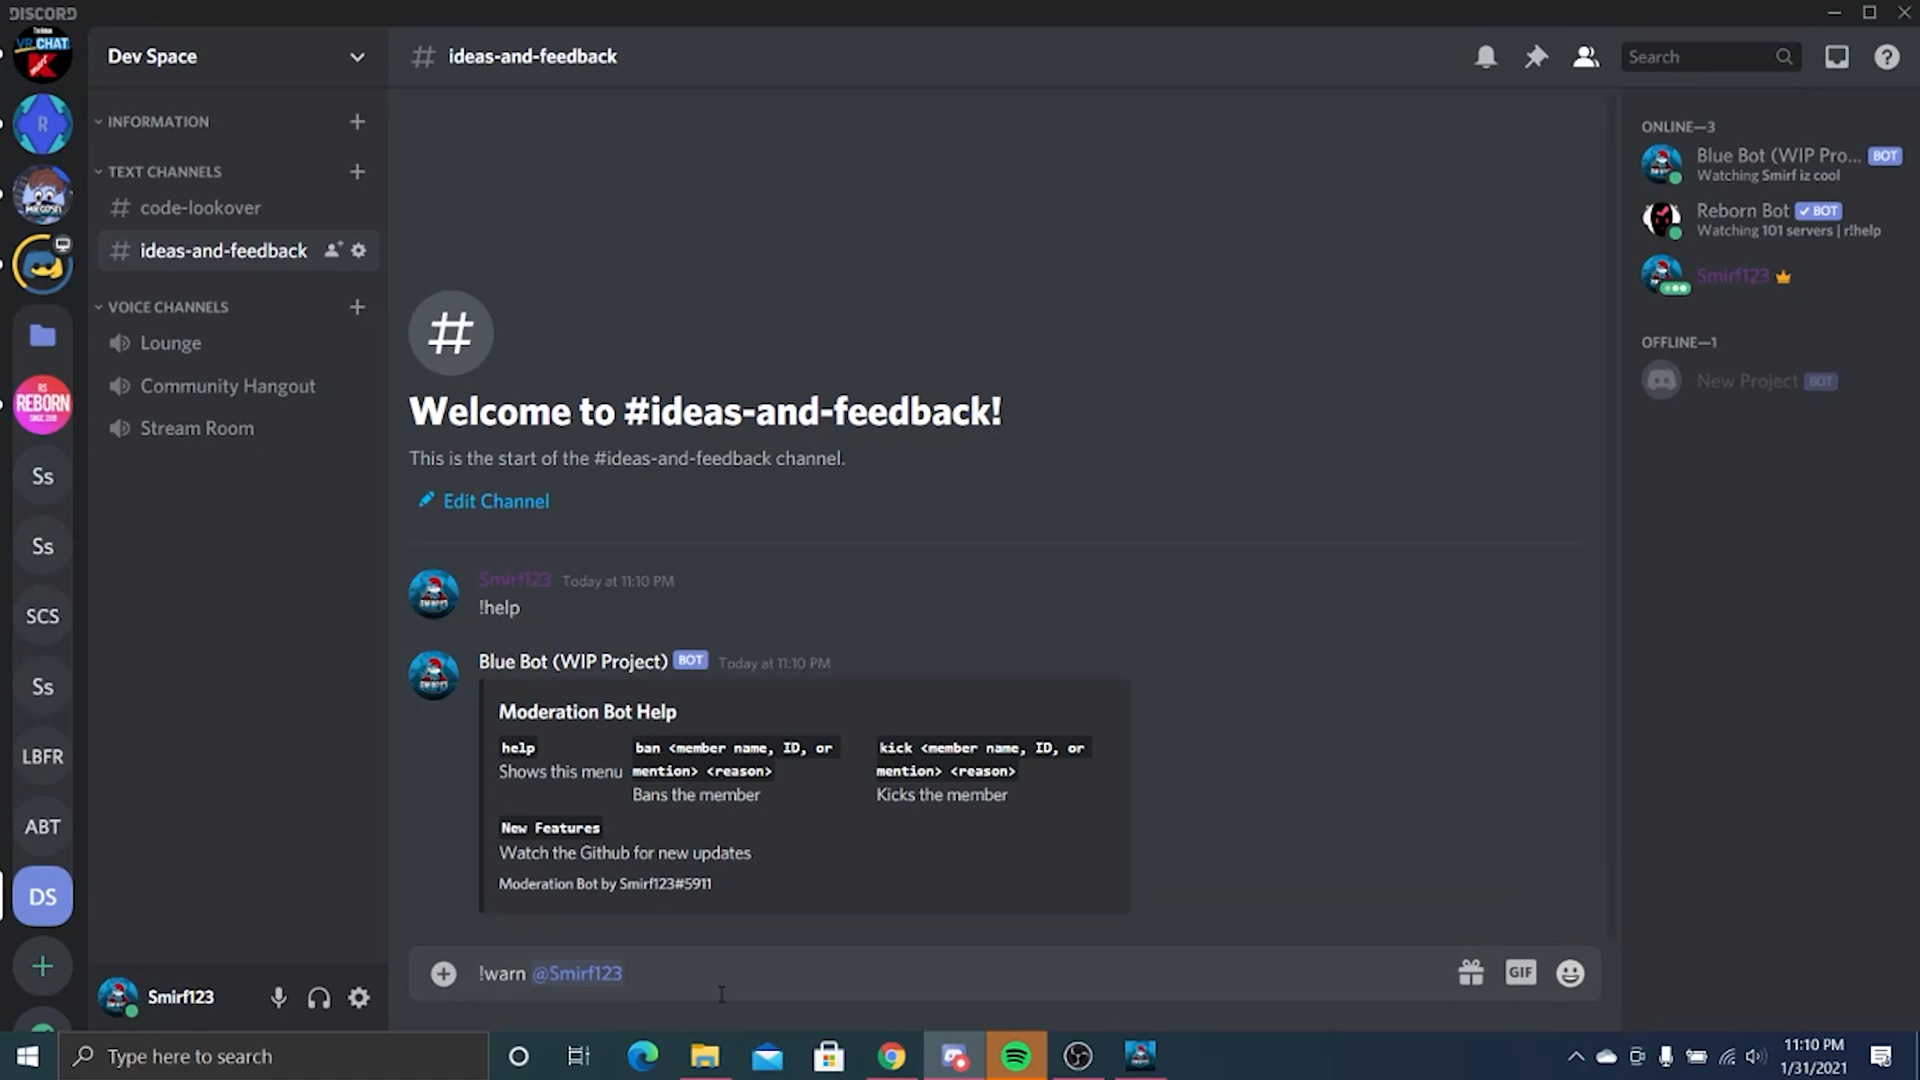 DISCORD
VR.CHAT
R
REBORN
Ss
Ss
SCS
Ss
LBFR
ABT
DS
Dev Space
INFORMATION
TEXT CHANNELS
code-lookover
ideas-and-feedback
VOICE CHANNELS
Lounge
Community Hangout
Stream Room
Smirf123
# ideas-and-feedback
Search
#
Welcome to #ideas-and-feedback!
This is the start of the #ideas-and-feedback channel.
Edit Channel
Smirf123 Today at 11:10 PM
!help
Blue Bot (WIP Project) BOT Today at 11:10 PM
Moderation Bot Help
help
Shows this menu
ban <member name, ID, or
mention> <reason>
Bans the member
kick <member name, ID, or
mention> <reason>
Kicks the member
New Features
Watch the Github for new updates
Moderation Bot by Smirf123#5911
!warn @Smirf123
GIF
ONLINE—3
Blue Bot (WIP Pro... BOT
Watching Smirf iz cool
Reborn Bot BOT
Watching 101 servers | r!help
Smirf123
OFFLINE—1
New Project BOT
Type here to search
11:10 PM
1/31/2021